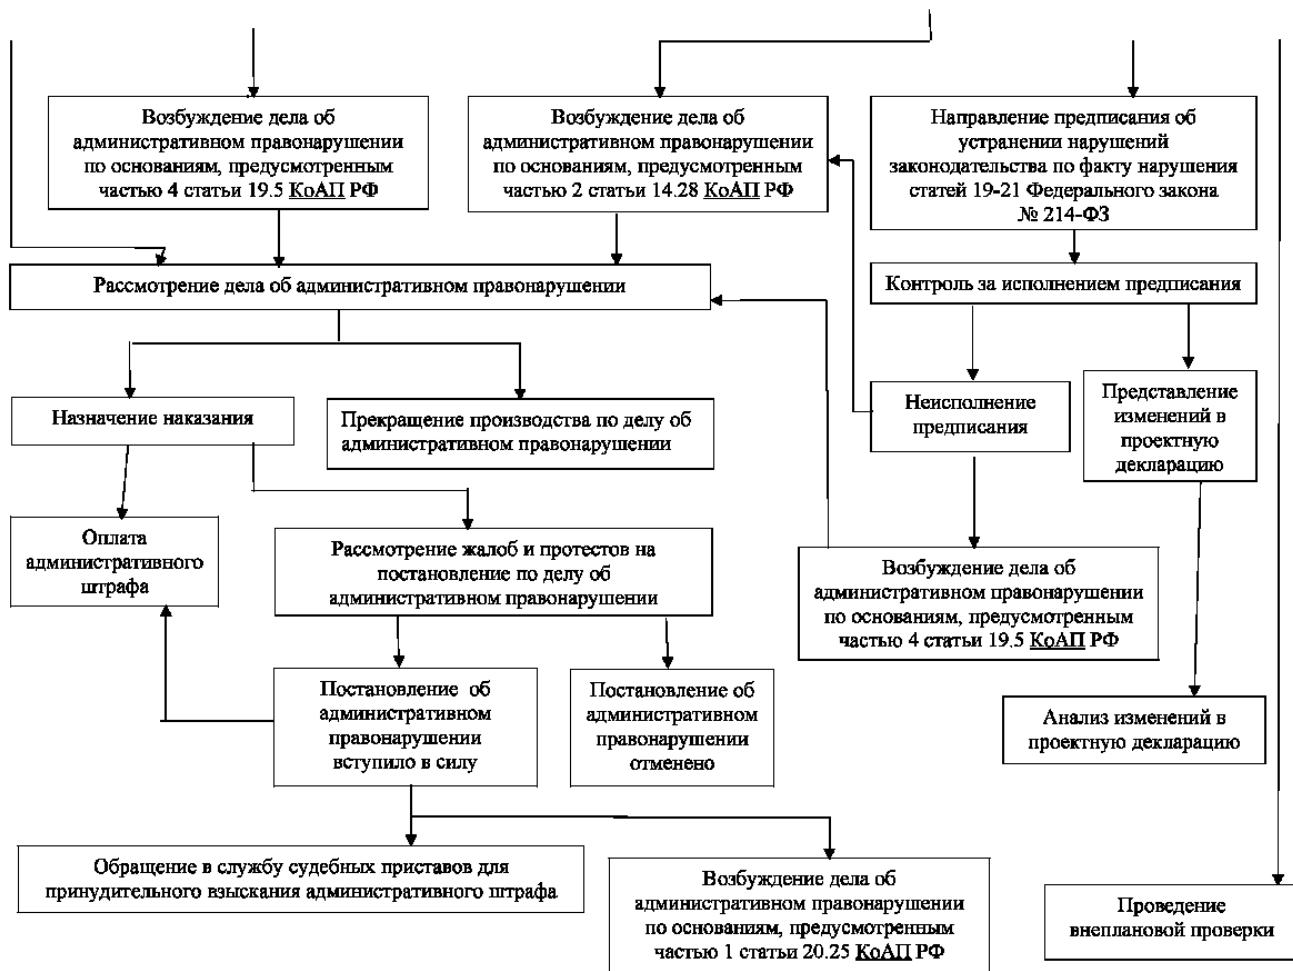 Возбуждение дела об
административном правонарушении
по основаниям, предусмотренным
частью 4 статьи 19.5 КоАП РФ
Возбуждение дела об
административном правонарушении
по основаниям, предусмотренным
частью 2 статьи 14.28 КоАП РФ
Направление предписания об
устранении нарушений
законодательства по факту нарушения
статей 19-21 Федерального закона
№ 214-ФЗ
Рассмотрение дела об административном правонарушении
Контроль за исполнением предписания
Назначение наказания
Прекращение производства по делу об
административном правонарушении
Неисполнение
предписания
Представление
изменений в
проектную
декларацию
Оплата
административного
штрафа
Рассмотрение жалоб и протестов на
постановление по делу об
административном правонарушении
Возбуждение дела об
административном правонарушении
по основаниям, предусмотренным
частью 4 статьи 19.5 КоАП РФ
Постановление об
административном
правонарушении
вступило в силу
Постановление об
административном
правонарушении
отменено
Анализ изменений в
проектную декларацию
Обращение в службу судебных приставов для
принудительного взыскания административного штрафа
Возбуждение дела об
административном правонарушении
по основаниям, предусмотренным
частью 1 статьи 20.25 КоАП РФ
Проведение
внеплановой проверки